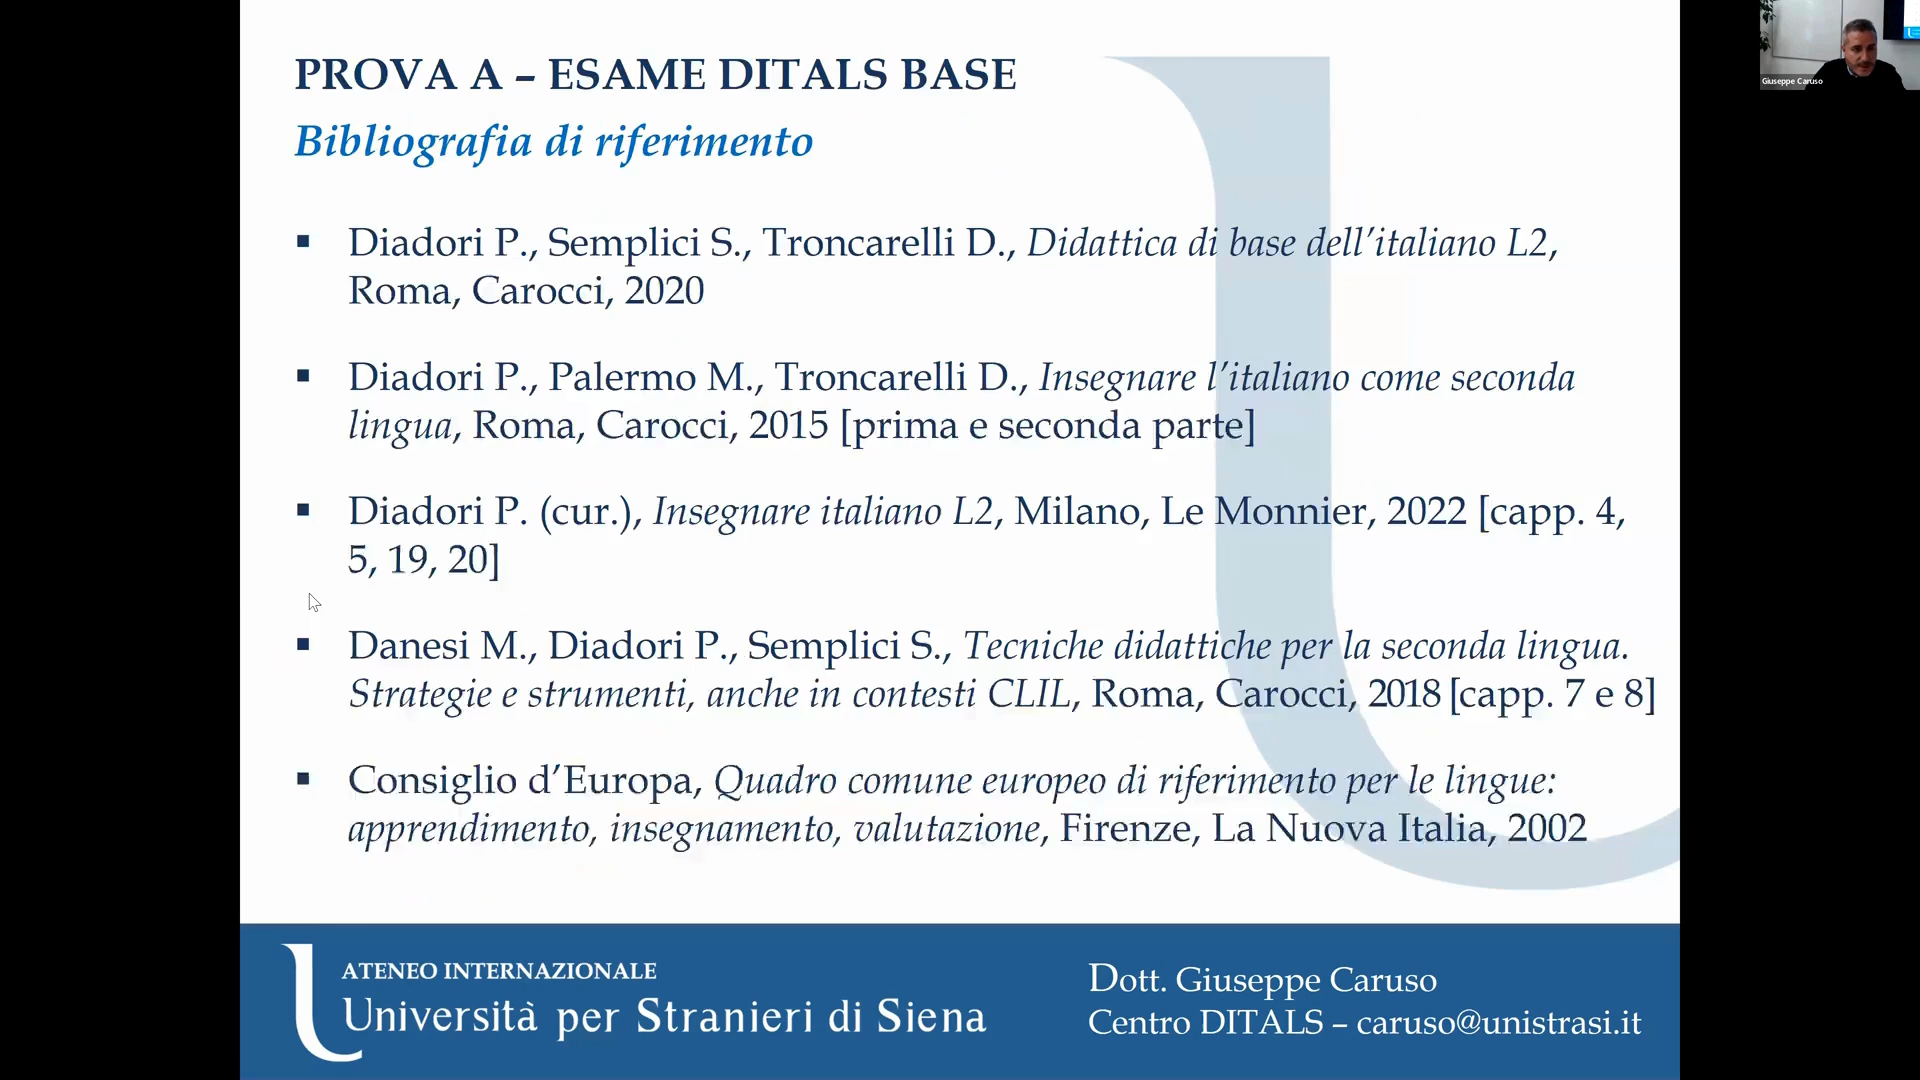 PROVA A – ESAME DITALS BASE
Bibliografia di riferimento
▪ Diadori P., Semplici S., Troncarelli D., Didattica di base dell’italiano L2,
Roma, Carocci, 2020
▪ Diadori P., Palermo M., Troncarelli D., Insegnare l’italiano come seconda
lingua, Roma, Carocci, 2015 [prima e seconda parte]
▪ Diadori P. (cur.), Insegnare italiano L2, Milano, Le Monnier, 2022 [capp. 4,
5, 19, 20]
▪ Danesi M., Diadori P., Semplici S., Tecniche didattiche per la seconda lingua.
Strategie e strumenti, anche in contesti CLIL, Roma, Carocci, 2018 [capp. 7 e 8]
▪ Consiglio d’Europa, Quadro comune europeo di riferimento per le lingue:
apprendimento, insegnamento, valutazione, Firenze, La Nuova Italia, 2002
ATENEO INTERNAZIONALE
Università per Stranieri di Siena
Dott. Giuseppe Caruso
Centro DITALS – caruso@unistrasi.it
Giuseppe Caruso